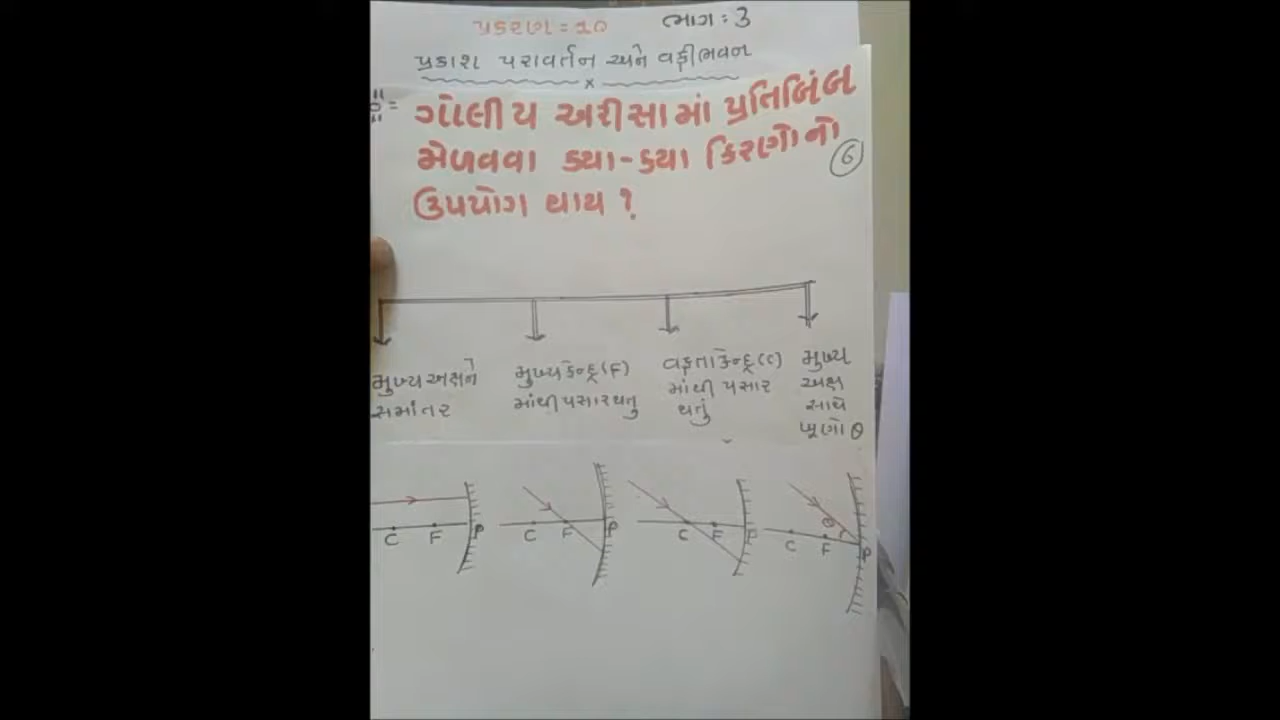 પ્રકરણ = 10 ભાગ : 3
પ્રકાશ પરાવર્તન અને વક્રીભવન
ગોલીય અરીસામાં પ્રતિબિંબ
મેળવવા ક્યા-ક્યા કિરણોનો
ઉપયોગ થાય ?
6
મુખ્ય અક્ષને
સમાંતર
મુખ્ય કેન્દ્ર (F)
માંથી પસાર થતુ
વક્રતા કેન્દ્ર (C)
માંથી પસાર
થતું
મુખ્ય
અક્ષ
સાથે
ખૂણો θ
C F P
C F P
C F P
θ
C F P